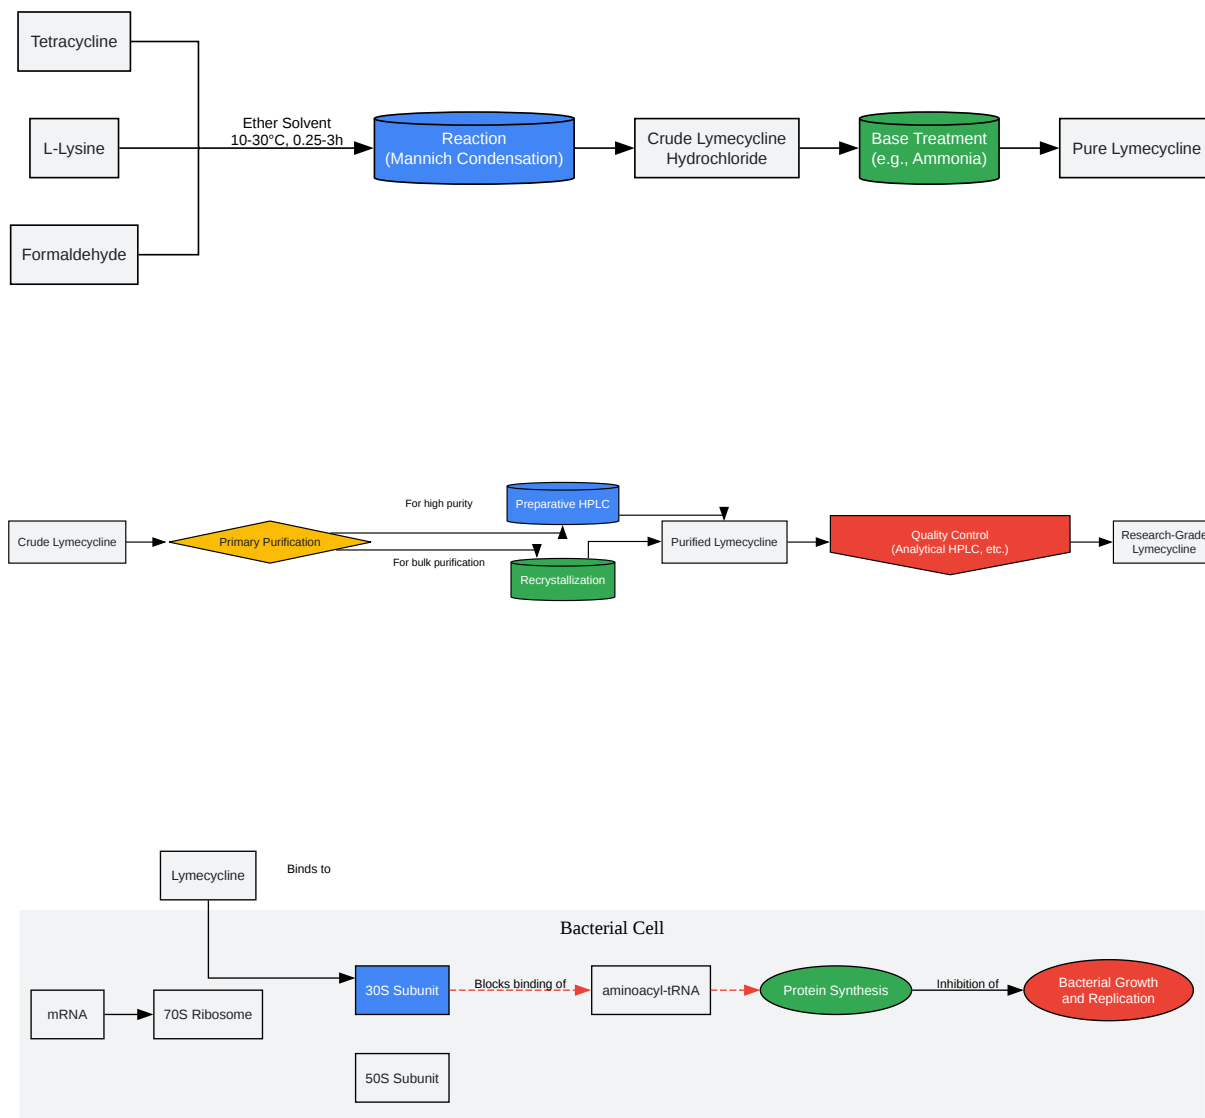 Tetracycline
L-Lysine
Formaldehyde
Ether Solvent
10-30°C, 0.25-3h
Reaction
(Mannich Condensation)
Crude Lymecycline
Hydrochloride
Base Treatment
(e.g., Ammonia)
Pure Lymecycline
Crude Lymecycline
Primary Purification
For high purity
For bulk purification
Preparative HPLC
Recrystallization
Purified Lymecycline
Quality Control
(Analytical HPLC, etc.)
Research-Grade
Lymecycline
Lymecycline
Binds to
Bacterial Cell
mRNA
70S Ribosome
30S Subunit
50S Subunit
Blocks binding of
aminoacyl-tRNA
Protein Synthesis
Inhibition of
Bacterial Growth
and Replication